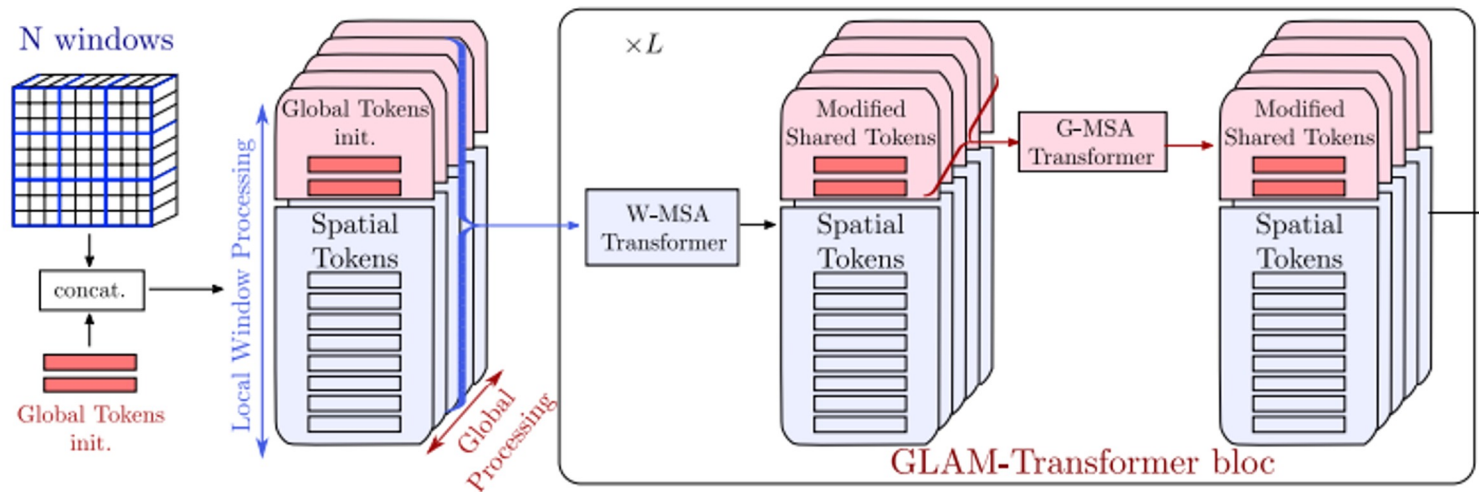 N windows
concat.
Global Tokens
init.
Local Window Processing
Global Tokens
init.
Spatial
Tokens
Global
Processing
×L
W-MSA
Transformer
Modified
Shared Tokens
Spatial
Tokens
G-MSA
Transformer
Modified
Shared Tokens
Spatial
Tokens
GLAM-Transformer bloc